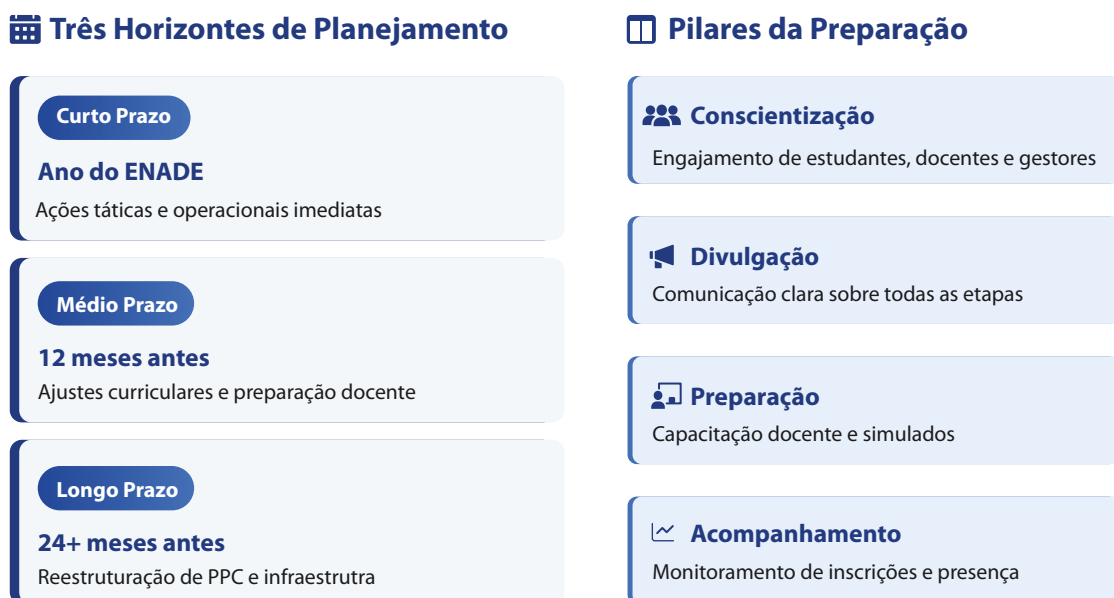 Três Horizontes de Planejamento
Curto Prazo
Ano do ENADE
Ações táticas e operacionais imediatas
Médio Prazo
12 meses antes
Ajustes curriculares e preparação docente
Longo Prazo
24+ meses antes
Reestruturação de PPC e infraestrutra
Pilares da Preparação
Conscientização
Engajamento de estudantes, docentes e gestores
Divulgação
Comunicação clara sobre todas as etapas
Preparação
Capacitação docente e simulados
Acompanhamento
Monitoramento de inscrições e presença